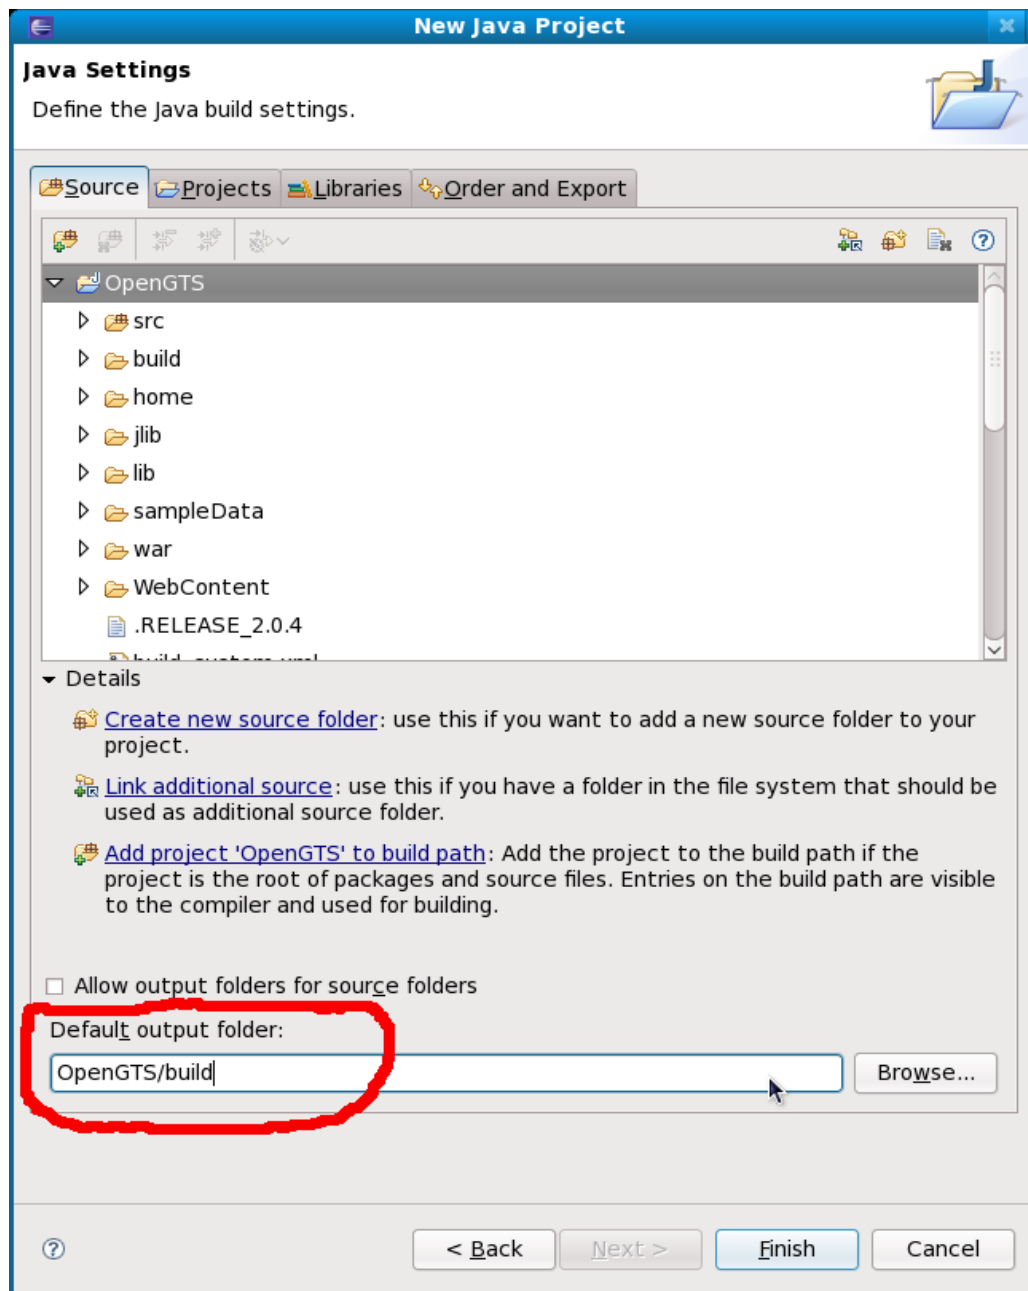 New Java Project
Java Settings
Define the Java build settings.
Source Projects Libraries Order and Export
OpenGTS
src
build
home
jlib
lib
sampleData
war
WebContent
.RELEASE_2.0.4
build_system.xml
Details
Create new source folder: use this if you want to add a new source folder to your
project.
Link additional source: use this if you have a folder in the file system that should be
used as additional source folder.
Add project 'OpenGTS' to build path: Add the project to the build path if the
project is the root of packages and source files. Entries on the build path are visible
to the compiler and used for building.
Allow output folders for source folders
Default output folder:
OpenGTS/build
Browse...
< Back Next > Finish Cancel